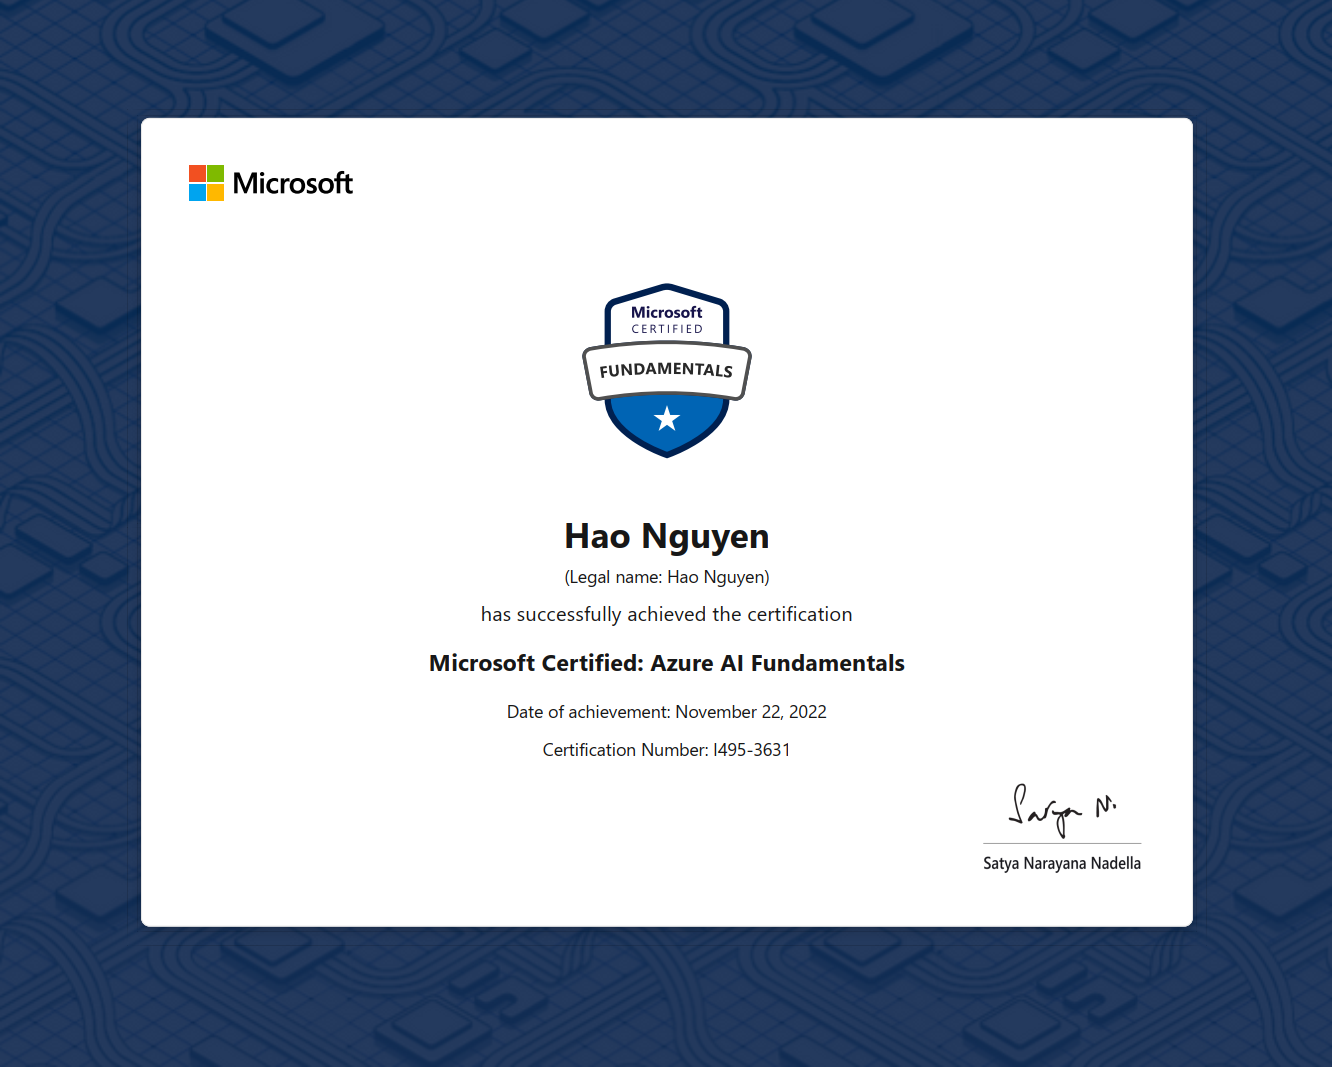 Microsoft
Microsoft
CERTIFIED
FUNDAMENTALS
Hao Nguyen
(Legal name: Hao Nguyen)
has successfully achieved the certification
Microsoft Certified: Azure AI Fundamentals
Date of achievement: November 22, 2022
Certification Number: I495-3631
Satya N.
Satya Narayana Nadella